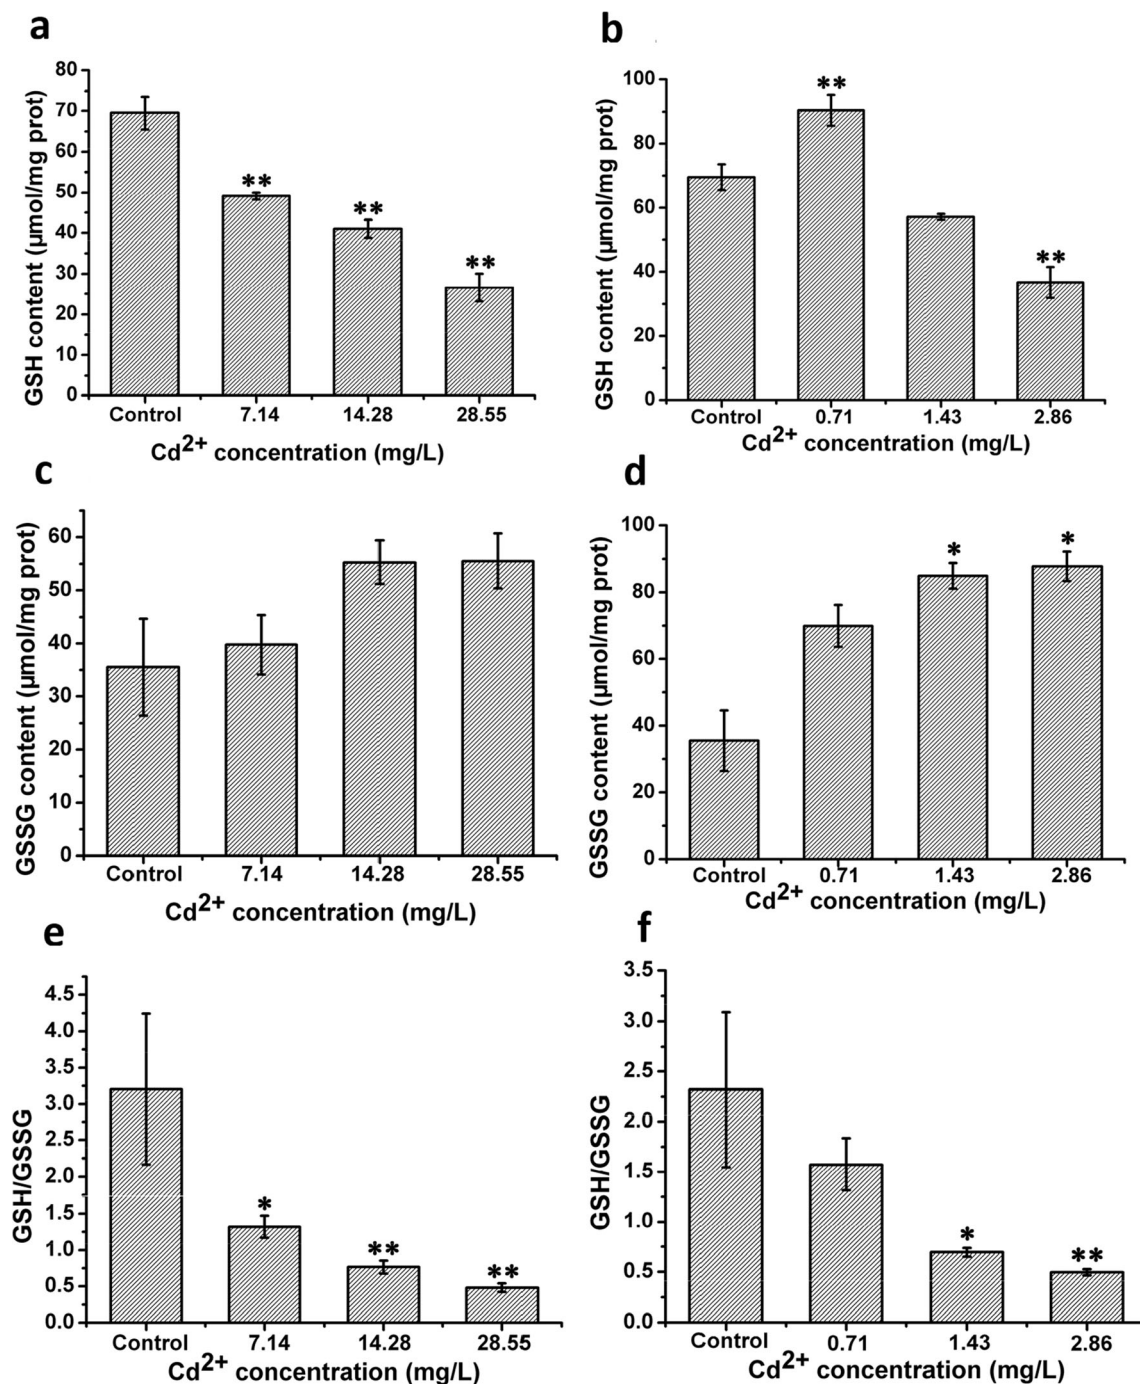 a
80
70
60
50
40
30
20
10
0
GSH content (μmol/mg prot)
**
**
**
Control 7.14 14.28 28.55
Cd2+ concentration (mg/L)
b
100
80
60
40
20
0
GSH content (μmol/mg prot)
**
**
Control 0.71 1.43 2.86
Cd2+ concentration (mg/L)
c
60
50
40
30
20
10
0
GSSG content (μmol/mg prot)
Control 7.14 14.28 28.55
Cd2+ concentration (mg/L)
d
100
80
60
40
20
0
GSSG content (μmol/mg prot)
*
*
Control 0.71 1.43 2.86
Cd2+ concentration (mg/L)
e
4.5
4.0
3.5
3.0
2.5
2.0
1.5
1.0
0.5
0.0
GSH/GSSG
*
**
**
Control 7.14 14.28 28.55
Cd2+ concentration (mg/L)
f
3.5
3.0
2.5
2.0
1.5
1.0
0.5
0.0
GSH/GSSG
*
**
Control 0.71 1.43 2.86
Cd2+ concentration (mg/L)